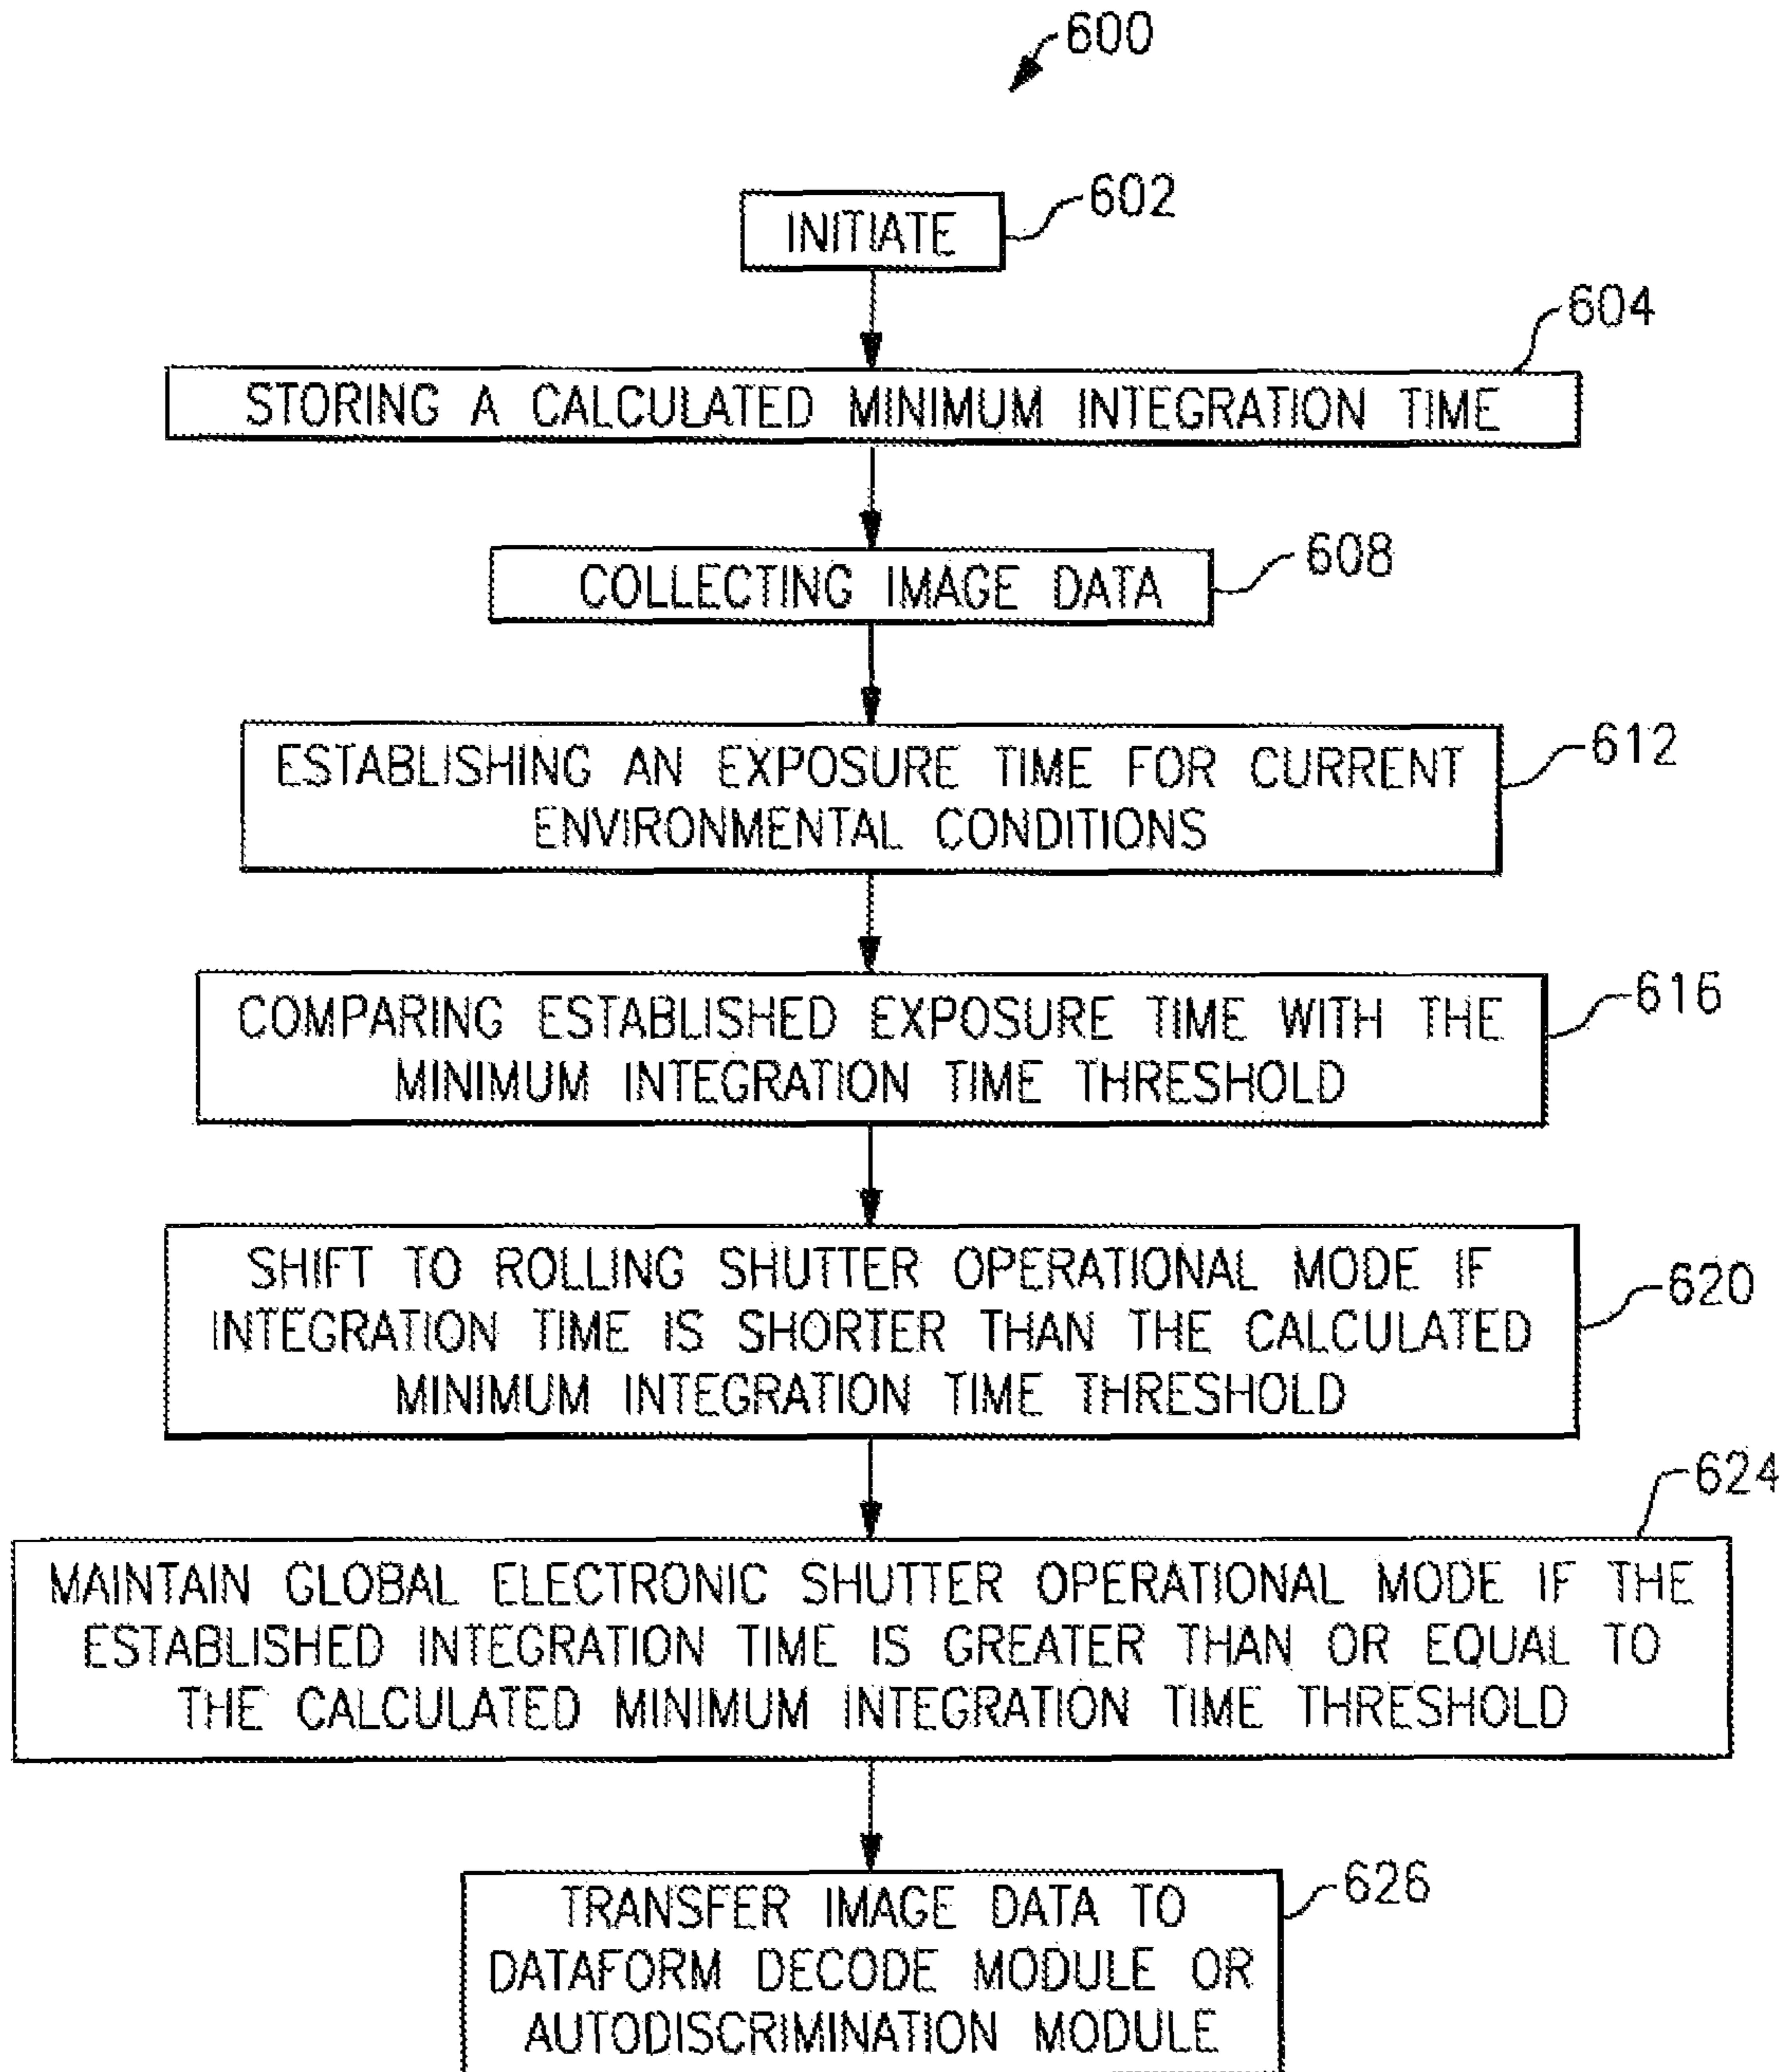 600
INITIATE
602
604
STORING A CALCULATED MINIMUM INTEGRATION TIME
COLLECTING IMAGE DATA
608
ESTABLISHING AN EXPOSURE TIME FOR CURRENT
ENVIRONMENTAL CONDITIONS
612
COMPARING ESTABLISHED EXPOSURE TIME WITH THE
MINIMUM INTEGRATION TIME THRESHOLD
616
SHIFT TO ROLLING SHUTTER OPERATIONAL MODE IF
INTEGRATION TIME IS SHORTER THAN THE CALCULATED
MINIMUM INTEGRATION TIME THRESHOLD
620
624
MAINTAIN GLOBAL ELECTRONIC SHUTTER OPERATIONAL MODE IF THE
ESTABLISHED INTEGRATION TIME IS GREATER THAN OR EQUAL TO
THE CALCULATED MINIMUM INTEGRATION TIME THRESHOLD
TRANSFER IMAGE DATA TO
DATAFORM DECODE MODULE OR
AUTODISCRIMINATION MODULE
626